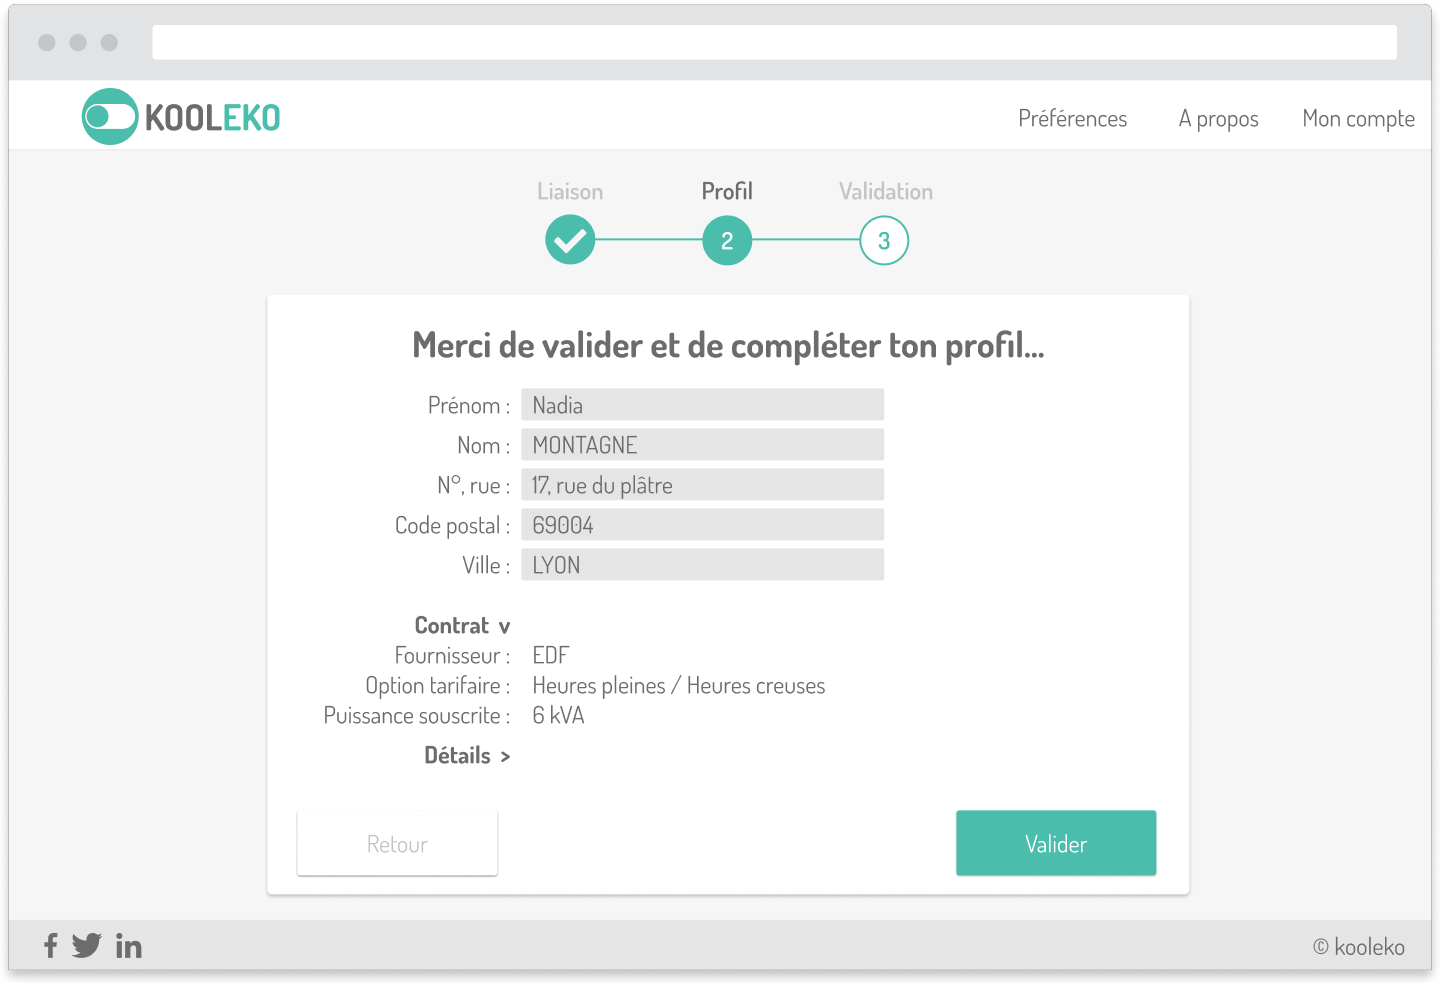 KOOLEKO
Préférences A propos Mon compte
Liaison Profil Validation
2 3
Merci de valider et de compléter ton profil...
Prénom : Nadia
Nom : MONTAGNE
N°, rue : 17, rue du plâtre
Code postal : 69004
Ville : LYON
Contrat v
Fournisseur : EDF
Option tarifaire : Heures pleines / Heures creuses
Puissance souscrite : 6 kVA
Détails >
Retour Valider
© kooleko